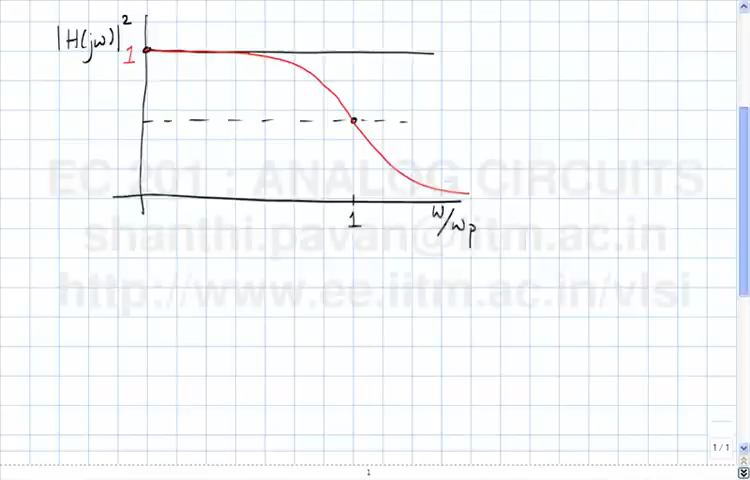 |H(jω)|²
1
EC 201 : ANALOG CIRCUITS
1
ω/ωp
shanthi.pavan@iitm.ac.in
http://www.ee.iitm.ac.in/vlsi
1/1
1